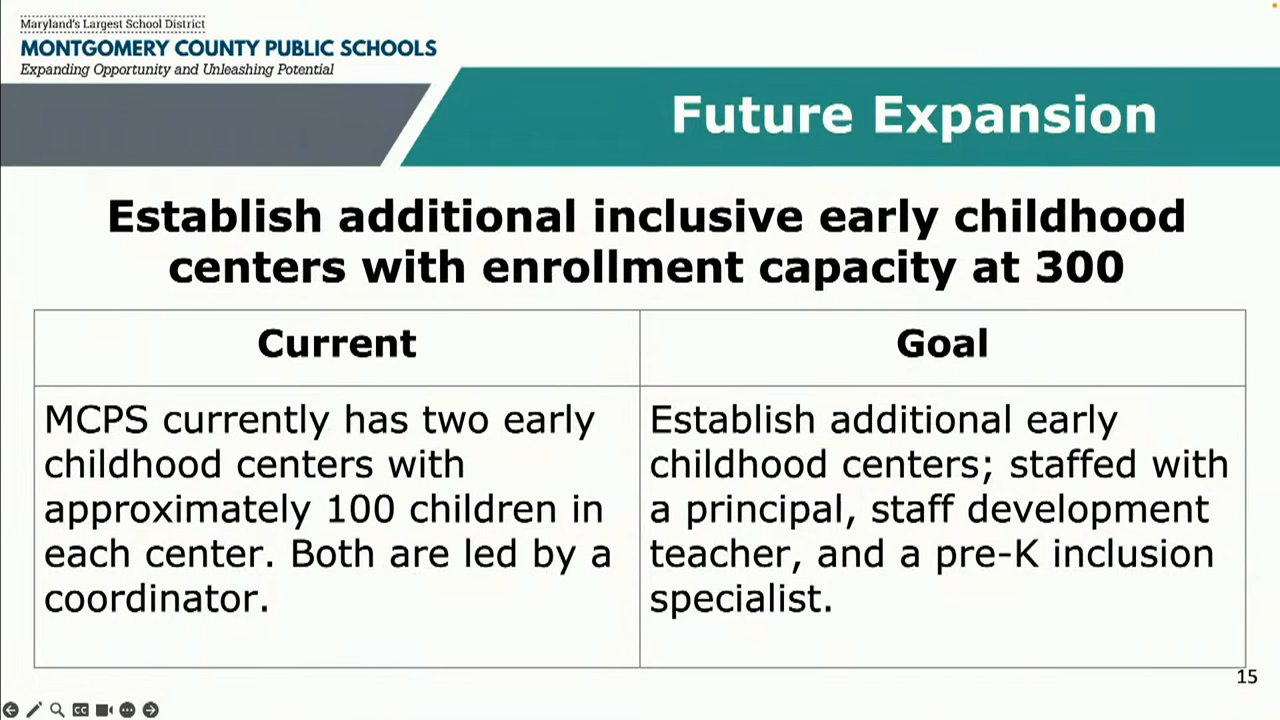 Maryland's Largest School District
MONTGOMERY COUNTY PUBLIC SCHOOLS
Expanding Opportunity and Unleashing Potential
Future Expansion
Establish additional inclusive early childhood
centers with enrollment capacity at 300
Current
MCPS currently has two early
childhood centers with
approximately 100 children in
each center. Both are led by a
coordinator.
Goal
Establish additional early
childhood centers; staffed with
a principal, staff development
teacher, and a pre-K inclusion
specialist.
15
CC